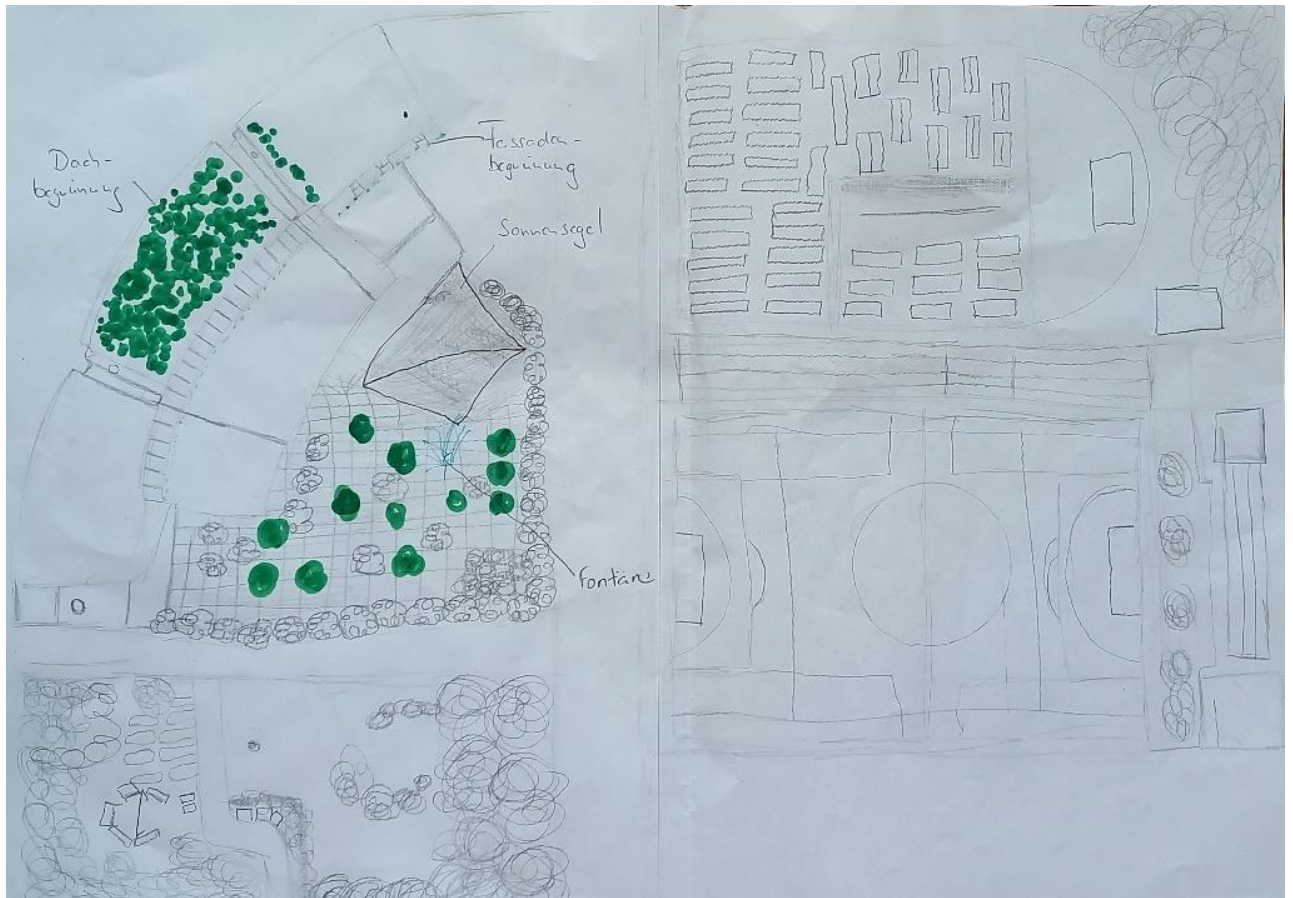 Dach-
begrünung
Fassaden-
begrünung
Sonnensegel
Fontäne